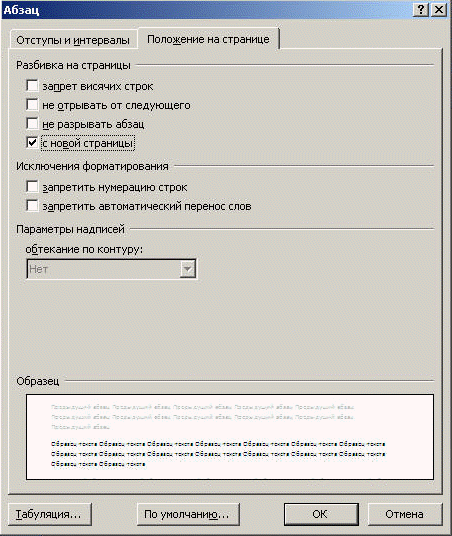 Абзац
Отступы и интервалы
Положение на странице
Разбивка на страницы
запрет висячих строк
не отрывать от следующего
не разрывать абзац
с новой страницы
Исключения форматирования
запретить нумерацию строк
запретить автоматический перенос слов
Параметры надписей
обтекание по контуру:
Нет
Образец
Предыдущий абзац Предыдущий абзац Предыдущий абзац Предыдущий абзац Предыдущий абзац
Предыдущий абзац Предыдущий абзац Предыдущий абзац Предыдущий абзац Предыдущий абзац
Предыдущий абзац
Образец текста Образец текста Образец текста Образец текста Образец текста Образец текста Образец текста
Образец текста Образец текста Образец текста Образец текста Образец текста Образец текста Образец текста
Образец текста Образец текста
Табуляция...
По умолчанию...
ОК
Отмена